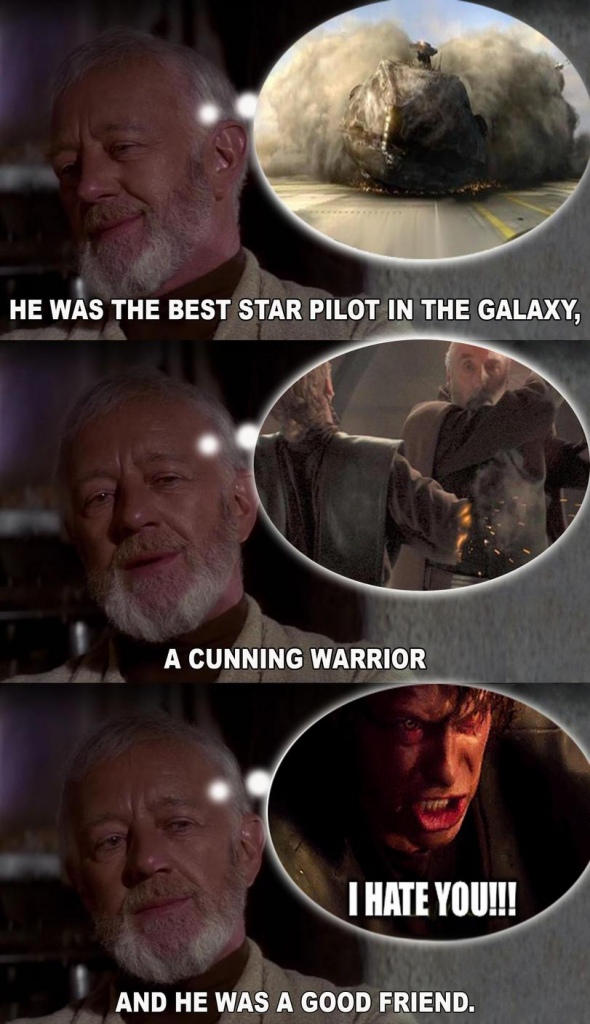 HE WAS THE BEST STAR PILOT IN THE GALAXY,
A CUNNING WARRIOR
I HATE YOU!!!
AND HE WAS A GOOD FRIEND.